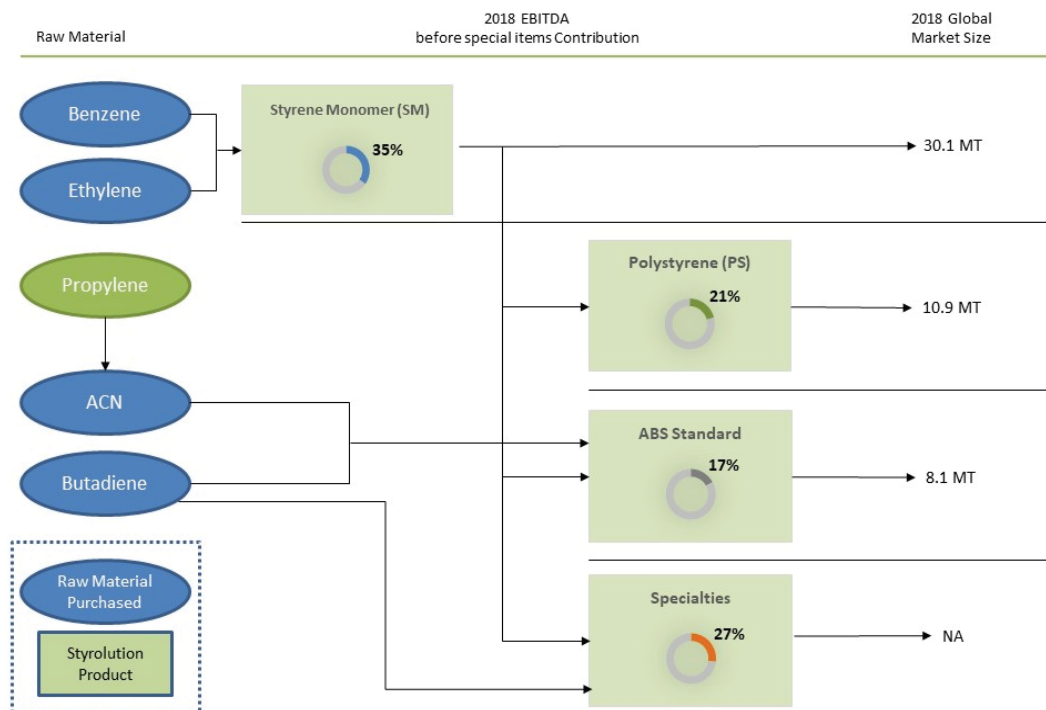 Raw Material
2018 EBITDA
before special items Contribution
2018 Global
Market Size
Benzene
Ethylene
Styrene Monomer (SM)
35%
30.1 MT
Propylene
Polystyrene (PS)
21%
10.9 MT
ACN
Butadiene
ABS Standard
17%
8.1 MT
Raw Material
Purchased
Styrolution
Product
Specialties
27%
NA